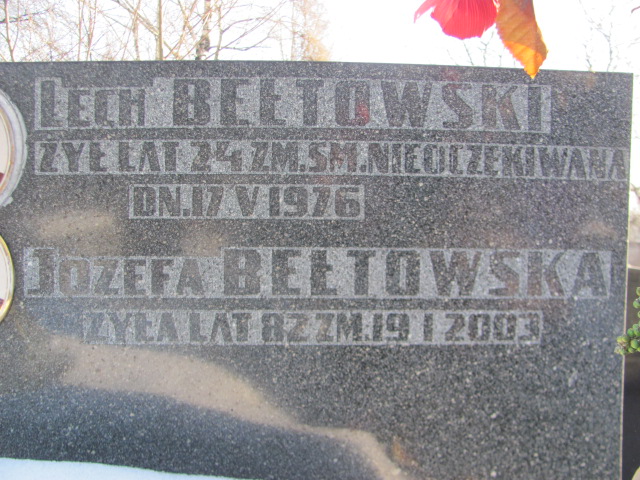 LECH BEŁTOWSKI
ŻYŁ LAT 24 ZM.ŚM.NIEOCZEKIWANĄ
DN.17 V 1976
JÓZEFA BEŁTOWSKA
ŻYŁA LAT 82 ZM.19 I 2003